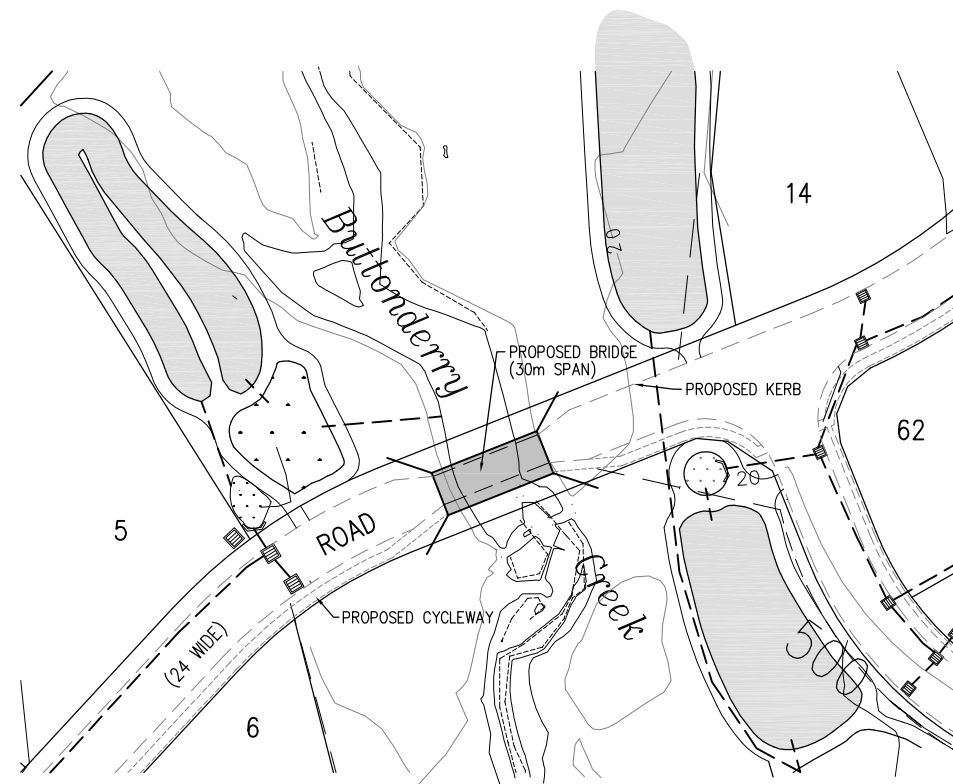 14
20
Buttonderry
PROPOSED BRIDGE
(30m SPAN)
PROPOSED KERB
62
20
5
ROAD
Creek
PROPOSED CYCLEWAY
(24 WIDE)
500
6